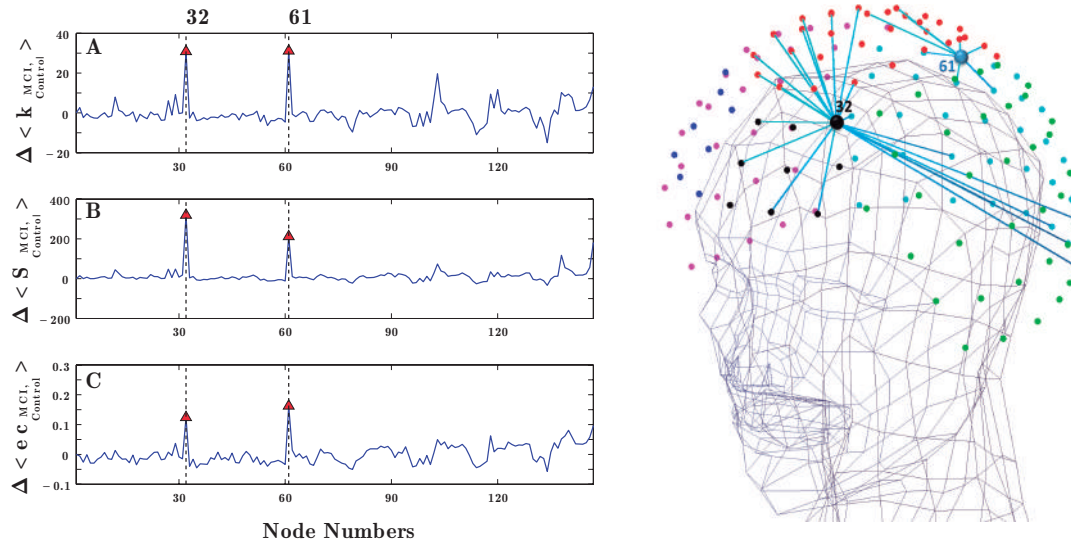 32 61
A
40
20
0
−20
30 60 90 120
Δ < k MCI, Control >
B
400
200
0
−200
30 60 90 120
Δ < S MCI, Control >
C
0.3
0.2
0.1
0
−0.1
30 60 90 120
Δ < ec MCI, Control >
Node Numbers
61
32